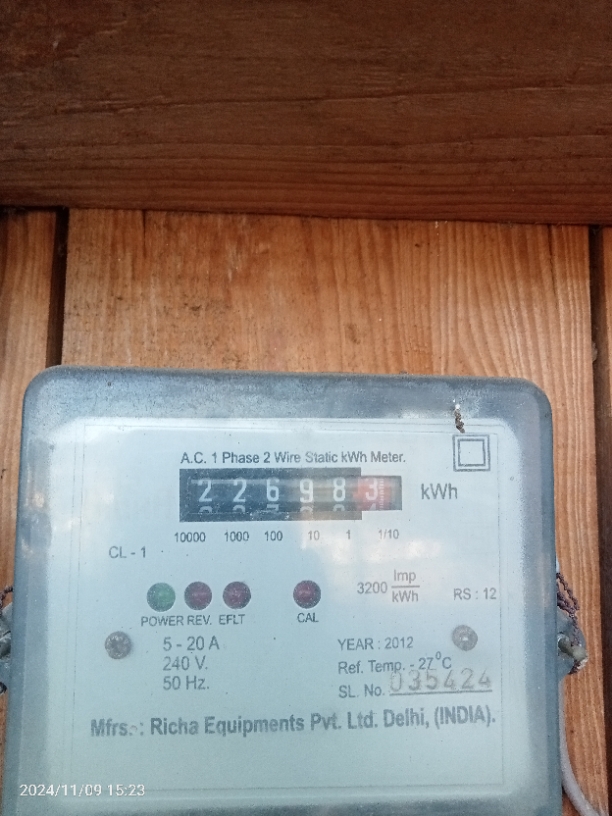 A.C. 1 Phase 2 Wire Static kWh Meter.
2 2 6 9 8 3 kWh
10000 1000 100 10 1 1/10
CL - 1
3200 Imp/kWh
RS : 12
POWER REV. EFLT CAL
5 - 20 A
240 V.
50 Hz.
YEAR : 2012
Ref. Temp. - 27°C
SL. No. 035424
Mfrs.: Richa Equipments Pvt. Ltd. Delhi, (INDIA).
2024/11/09 15:23